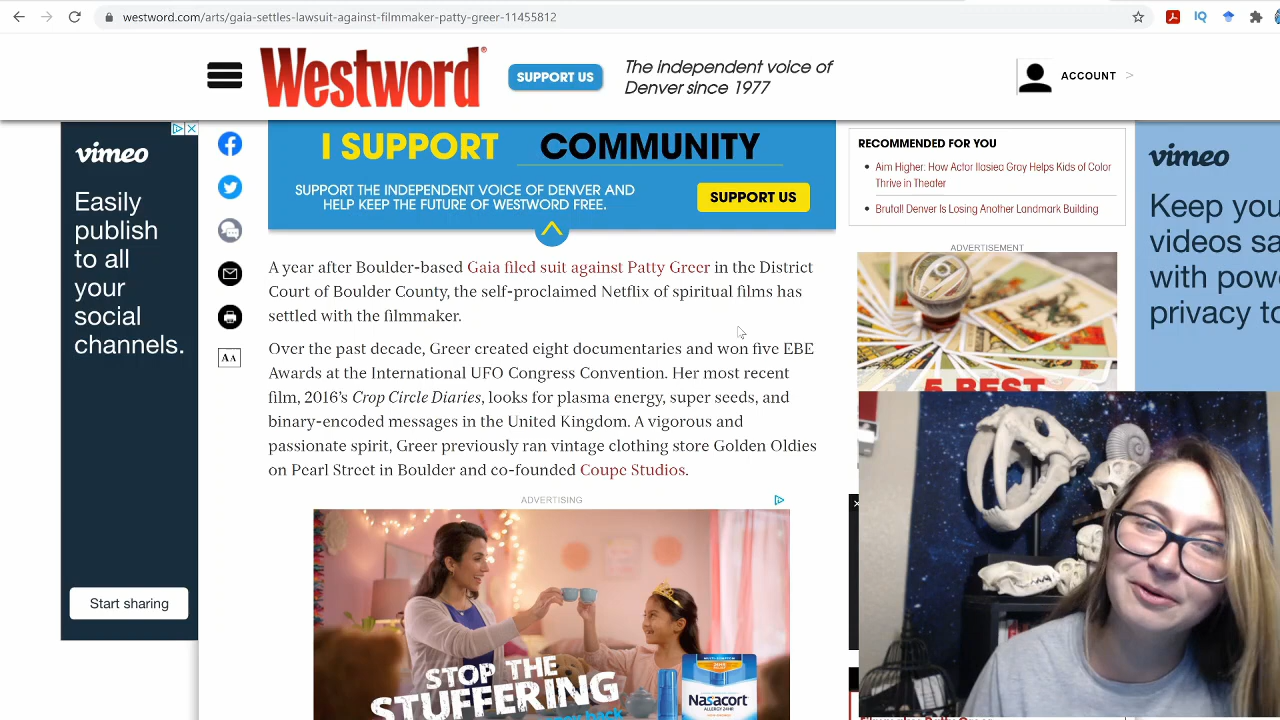 westword.com/arts/gaia-settles-lawsuit-against-filmmaker-patty-greer-11455812
Westword®
SUPPORT US
The independent voice of
Denver since 1977
ACCOUNT >
vimeo
Easily
publish
to all
your
social
channels.
Start sharing
AA
I SUPPORT COMMUNITY
SUPPORT THE INDEPENDENT VOICE OF DENVER AND
HELP KEEP THE FUTURE OF WESTWORD FREE.
SUPPORT US
A year after Boulder-based Gaia filed suit against Patty Greer in the District
Court of Boulder County, the self-proclaimed Netflix of spiritual films has
settled with the filmmaker.
Over the past decade, Greer created eight documentaries and won five EBE
Awards at the International UFO Congress Convention. Her most recent
film, 2016's Crop Circle Diaries, looks for plasma energy, super seeds, and
binary-encoded messages in the United Kingdom. A vigorous and
passionate spirit, Greer previously ran vintage clothing store Golden Oldies
on Pearl Street in Boulder and co-founded Coupe Studios.
ADVERTISING
STOP THE
STUFFERING
Nasacort
ALLERGY 24HR
RECOMMENDED FOR YOU
Aim Higher: How Actor Ilasiea Gray Helps Kids of Color
Thrive in Theater
Brutal! Denver Is Losing Another Landmark Building
ADVERTISEMENT
5 BEST
vimeo
Keep you
videos sa
with powe
privacy to